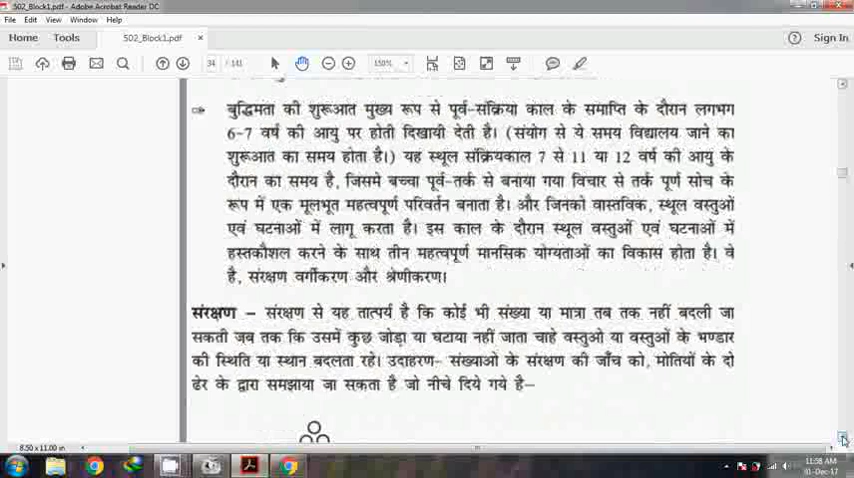 502_Block1.pdf - Adobe Acrobat Reader DC
File Edit View Window Help
Home Tools 502_Block1.pdf × Sign In
34 / 141 150%
बुद्धिमता की शुरूआत मुख्य रूप से पूर्व-संक्रिया काल के समाप्ति के दौरान लगभग
6-7 वर्ष की आयु पर होती दिखायी देती है। (संयोग से ये समय विद्यालय जाने का
शुरूआत का समय होता है।) यह स्थूल संक्रियकाल 7 से 11 या 12 वर्ष की आयु के
दौरान का समय है, जिसमे बच्चा पूर्व-तर्क से बनाया गया विचार से तर्क पूर्ण सोच के
रूप में एक मूलभूत महत्वपूर्ण परिवर्तन बनाता है। और जिनको वास्तविक, स्थूल वस्तुओं
एवं घटनाओं में लागू करता है। इस काल के दौरान स्थूल वस्तुओं एवं घटनाओं में
हस्तकौशल करने के साथ तीन महत्वपूर्ण मानसिक योग्यताओं का विकास होता है। वे
है, संरक्षण वर्गीकरण और श्रेणीकरण।
संरक्षण – संरक्षण से यह तात्पर्य है कि कोई भी संख्या या मात्रा तब तक नहीं बदली जा
सकती जब तक कि उसमें कुछ जोड़ा या घटाया नहीं जाता चाहे वस्तुओ या वस्तुओं के भण्डार
की स्थिति या स्थान बदलता रहे। उदाहरण- संख्याओ के संरक्षण की जाँच को, मोतियों के दो
ढेर के द्वारा समझाया जा सकता है जो नीचे दिये गये है–
8.50 x 11.00 in
11:58 AM
01-Dec-17